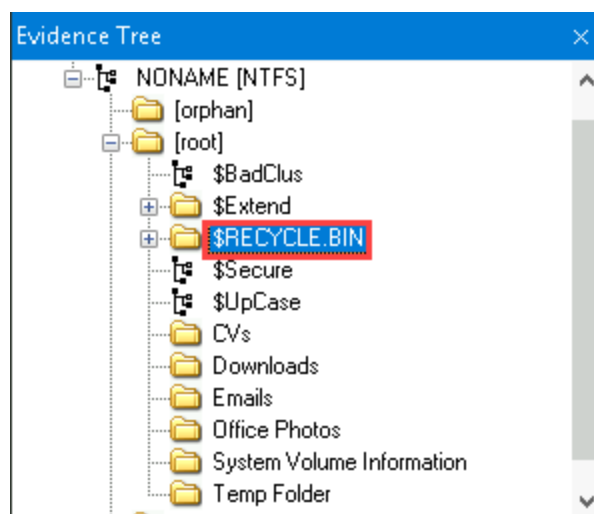 Evidence Tree
NONAME [NTFS]
[orphan]
[root]
$BadClus
$Extend
$RECYCLE.BIN
$Secure
$UpCase
CVs
Downloads
Emails
Office Photos
System Volume Information
Temp Folder